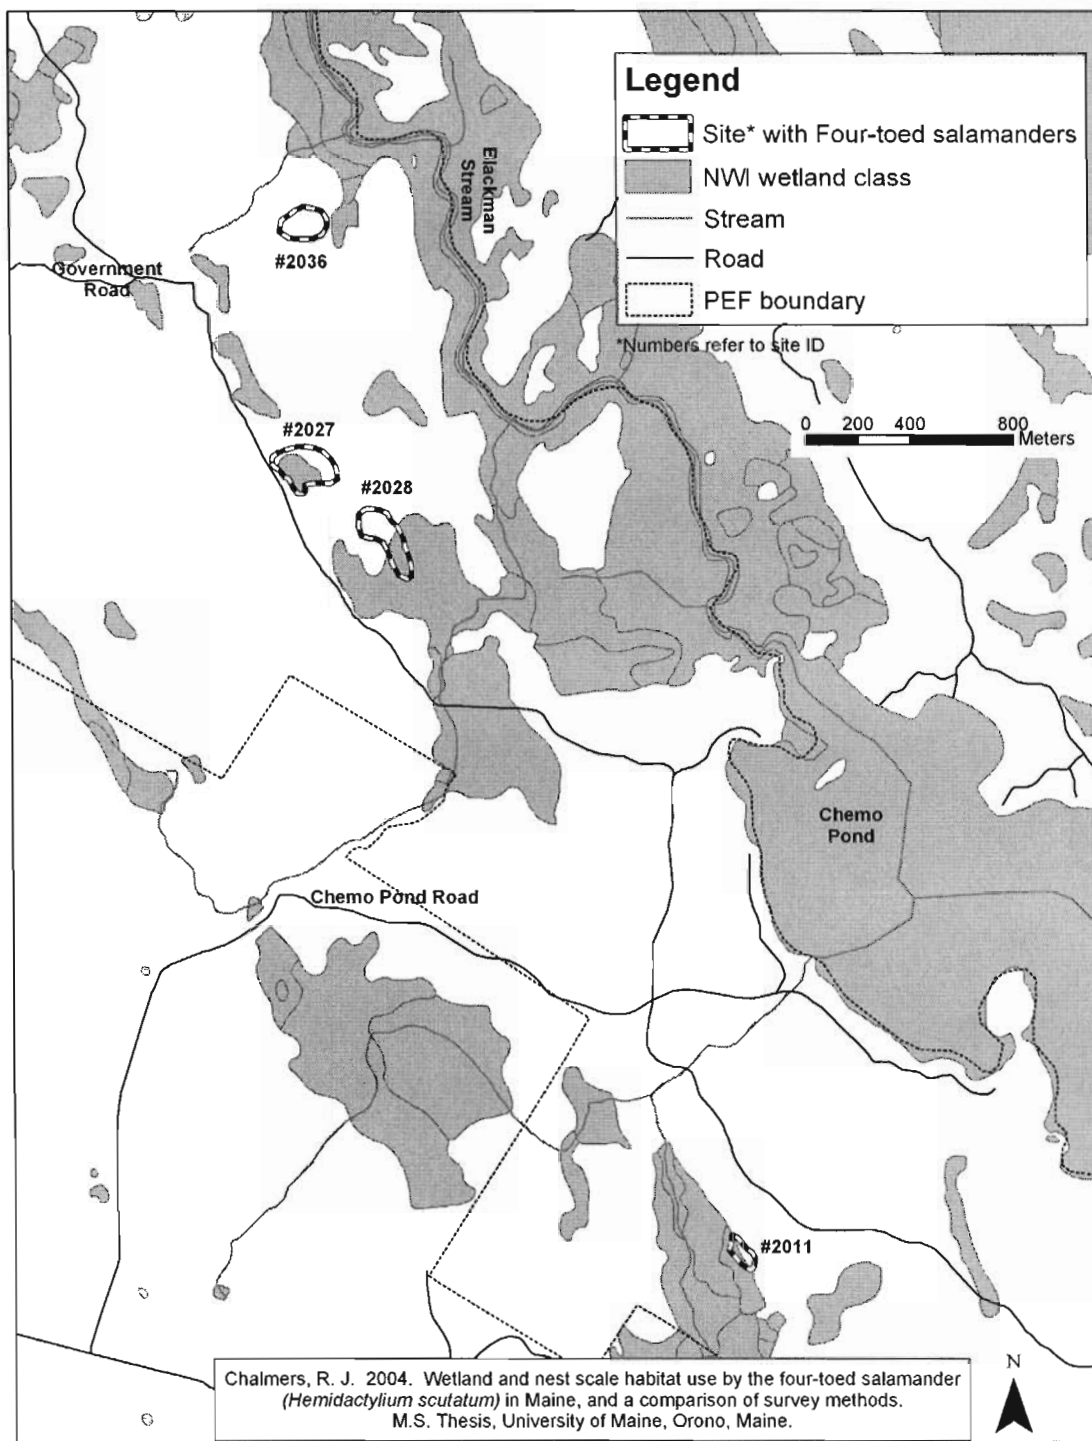 Legend
Site* with Four-toed salamanders
NWI wetland class
Stream
Road
PEF boundary
*Numbers refer to site ID
Elackman
Stream
#2036
Government
Road
0 200 400 800
Meters
#2027
#2028
Chemo
Pond
Chemo Pond Road
#2011
N
Chalmers, R. J. 2004. Wetland and nest scale habitat use by the four-toed salamander
(Hemidactylium scutatum) in Maine, and a comparison of survey methods.
M.S. Thesis, University of Maine, Orono, Maine.